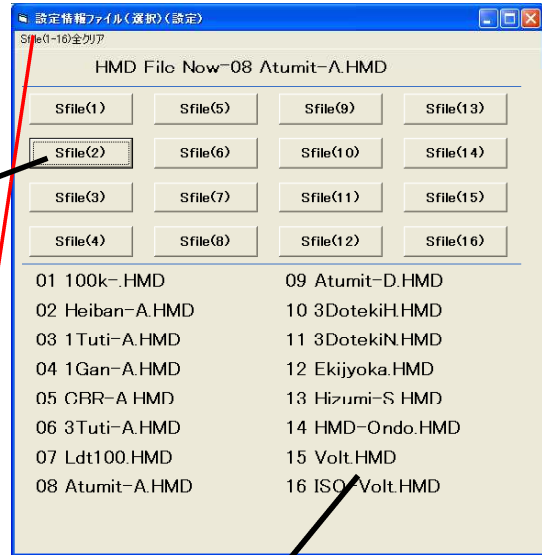 設定情報ファイル(選択)(設定)
Sfile(1-16)全クリア
HMD File Now-08 Atumit-A.HMD
Sfile(1) Sfile(5) Sfile(9) Sfile(13)
Sfile(2) Sfile(6) Sfile(10) Sfile(14)
Sfile(3) Sfile(7) Sfile(11) Sfile(15)
Sfile(4) Sfile(8) Sfile(12) Sfile(16)
01 100k-.HMD
02 Heiban-A.HMD
03 1Tuti-A.HMD
04 1Gan-A.HMD
05 CBR-A.HMD
06 3Tuti-A.HMD
07 Ldt100.HMD
08 Atumit-A.HMD
09 Atumit-D.HMD
10 3DotekiH.HMD
11 3DotekiN.HMD
12 Ekijyoka.HMD
13 Hizumi-S.HMD
14 HMD-Ondo.HMD
15 Volt.HMD
16 ISO-Volt.HMD